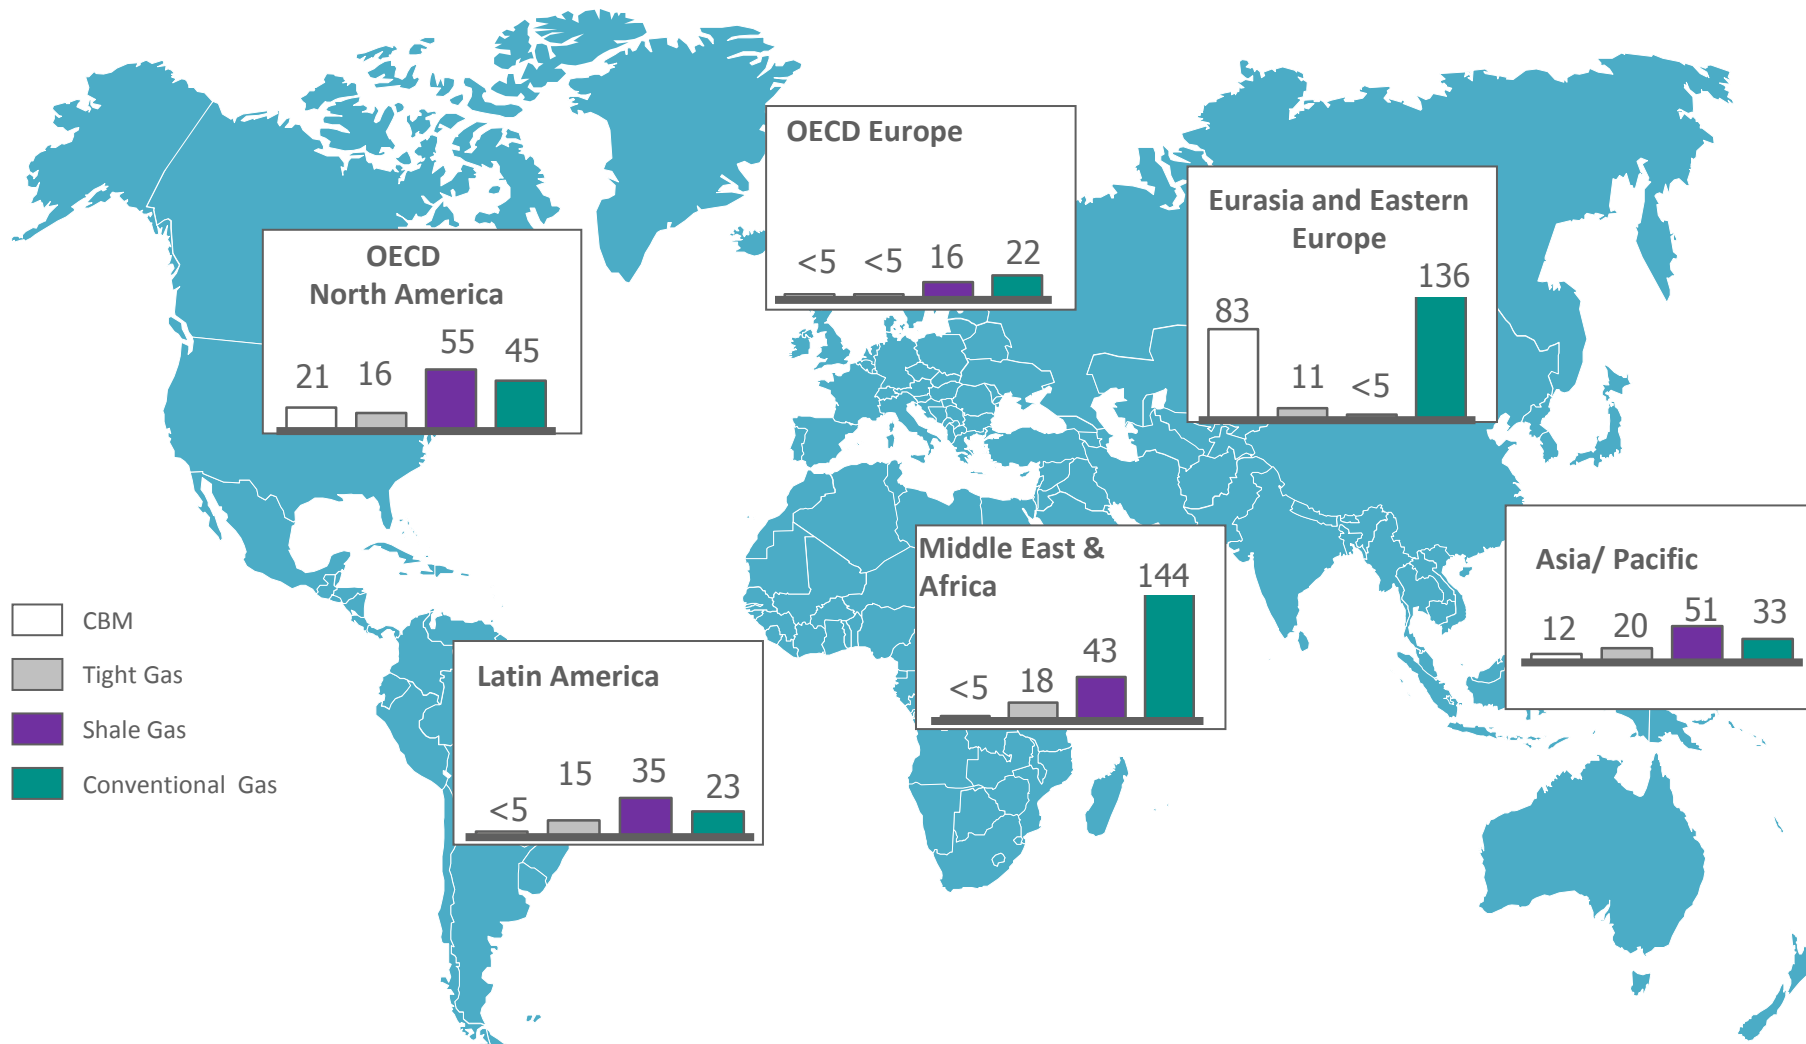 OECD Europe
<5 <5 16 22
Eurasia and Eastern
Europe
83 11 <5 136
OECD
North America
21 16 55 45
Middle East &
Africa
<5 18 43 144
Asia/ Pacific
12 20 51 33
Latin America
<5 15 35 23
CBM
Tight Gas
Shale Gas
Conventional Gas